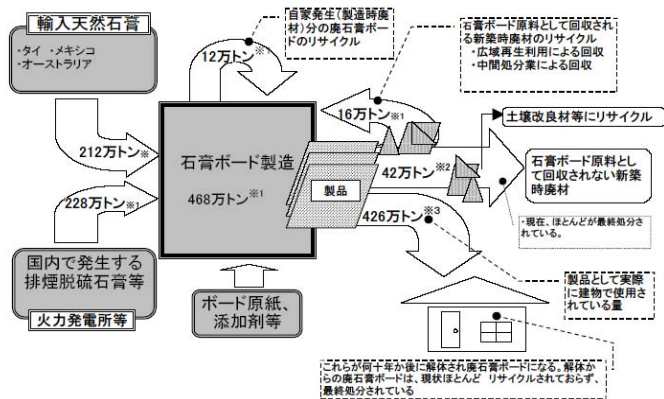 輸入天然石膏
・タイ ・メキシコ
・オーストラリア
自家発生(製造時廃
材)分の廃石膏ボー
ドのリサイクル
12万トン※1
石膏ボード原料として回収され
る新築時廃材のリサイクル
・広域再生利用による回収
・中間処分業による回収
16万トン※1
土壌改良材等にリサイクル
212万トン※
石膏ボード製造
468万トン※1
製品
42万トン※2
石膏ボード原料とし
て回収されない新築
時廃材
228万トン※1
426万トン※3
・現在、ほとんどが最終処分さ
れている。
国内で発生する
排煙脱硫石膏等
火力発電所等
ボード原紙、
添加剤等
製品として実際
に建物で使用さ
れている量
これらが何十年か後に解体され廃石膏ボードになる。解体か
らの廃石膏ボードは、現状ほとんど リサイクルされておらず、
最終処分されている